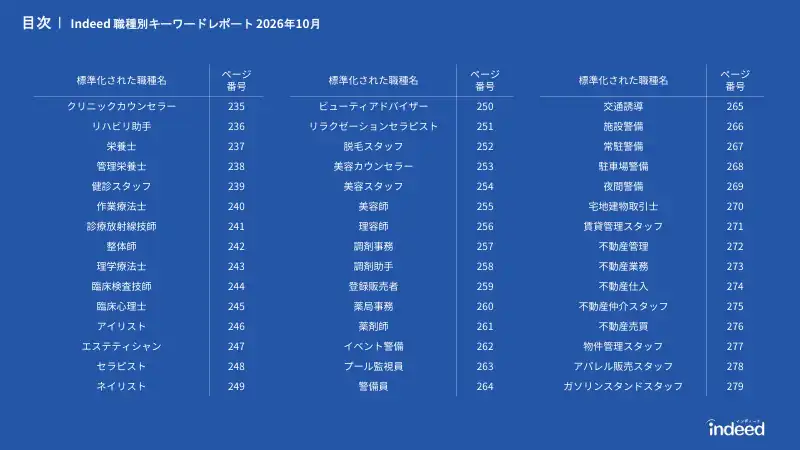 目次 | Indeed 職種別キーワードレポート 2026年10月
標準化された職種名 ページ番号
クリニックカウンセラー 235
リハビリ助手 236
栄養士 237
管理栄養士 238
健診スタッフ 239
作業療法士 240
診療放射線技師 241
整体師 242
理学療法士 243
臨床検査技師 244
臨床心理士 245
アイリスト 246
エステティシャン 247
セラピスト 248
ネイリスト 249
標準化された職種名 ページ番号
ビューティアドバイザー 250
リラクゼーションセラピスト 251
脱毛スタッフ 252
美容カウンセラー 253
美容スタッフ 254
美容師 255
理容師 256
調剤事務 257
調剤助手 258
登録販売者 259
薬局事務 260
薬剤師 261
イベント警備 262
プール監視員 263
警備員 264
標準化された職種名 ページ番号
交通誘導 265
施設警備 266
常駐警備 267
駐車場警備 268
夜間警備 269
宅地建物取引士 270
賃貸管理スタッフ 271
不動産管理 272
不動産業務 273
不動産仕入 274
不動産仲介スタッフ 275
不動産売買 276
物件管理スタッフ 277
アパレル販売スタッフ 278
ガソリンスタンドスタッフ 279
インディード
indeed